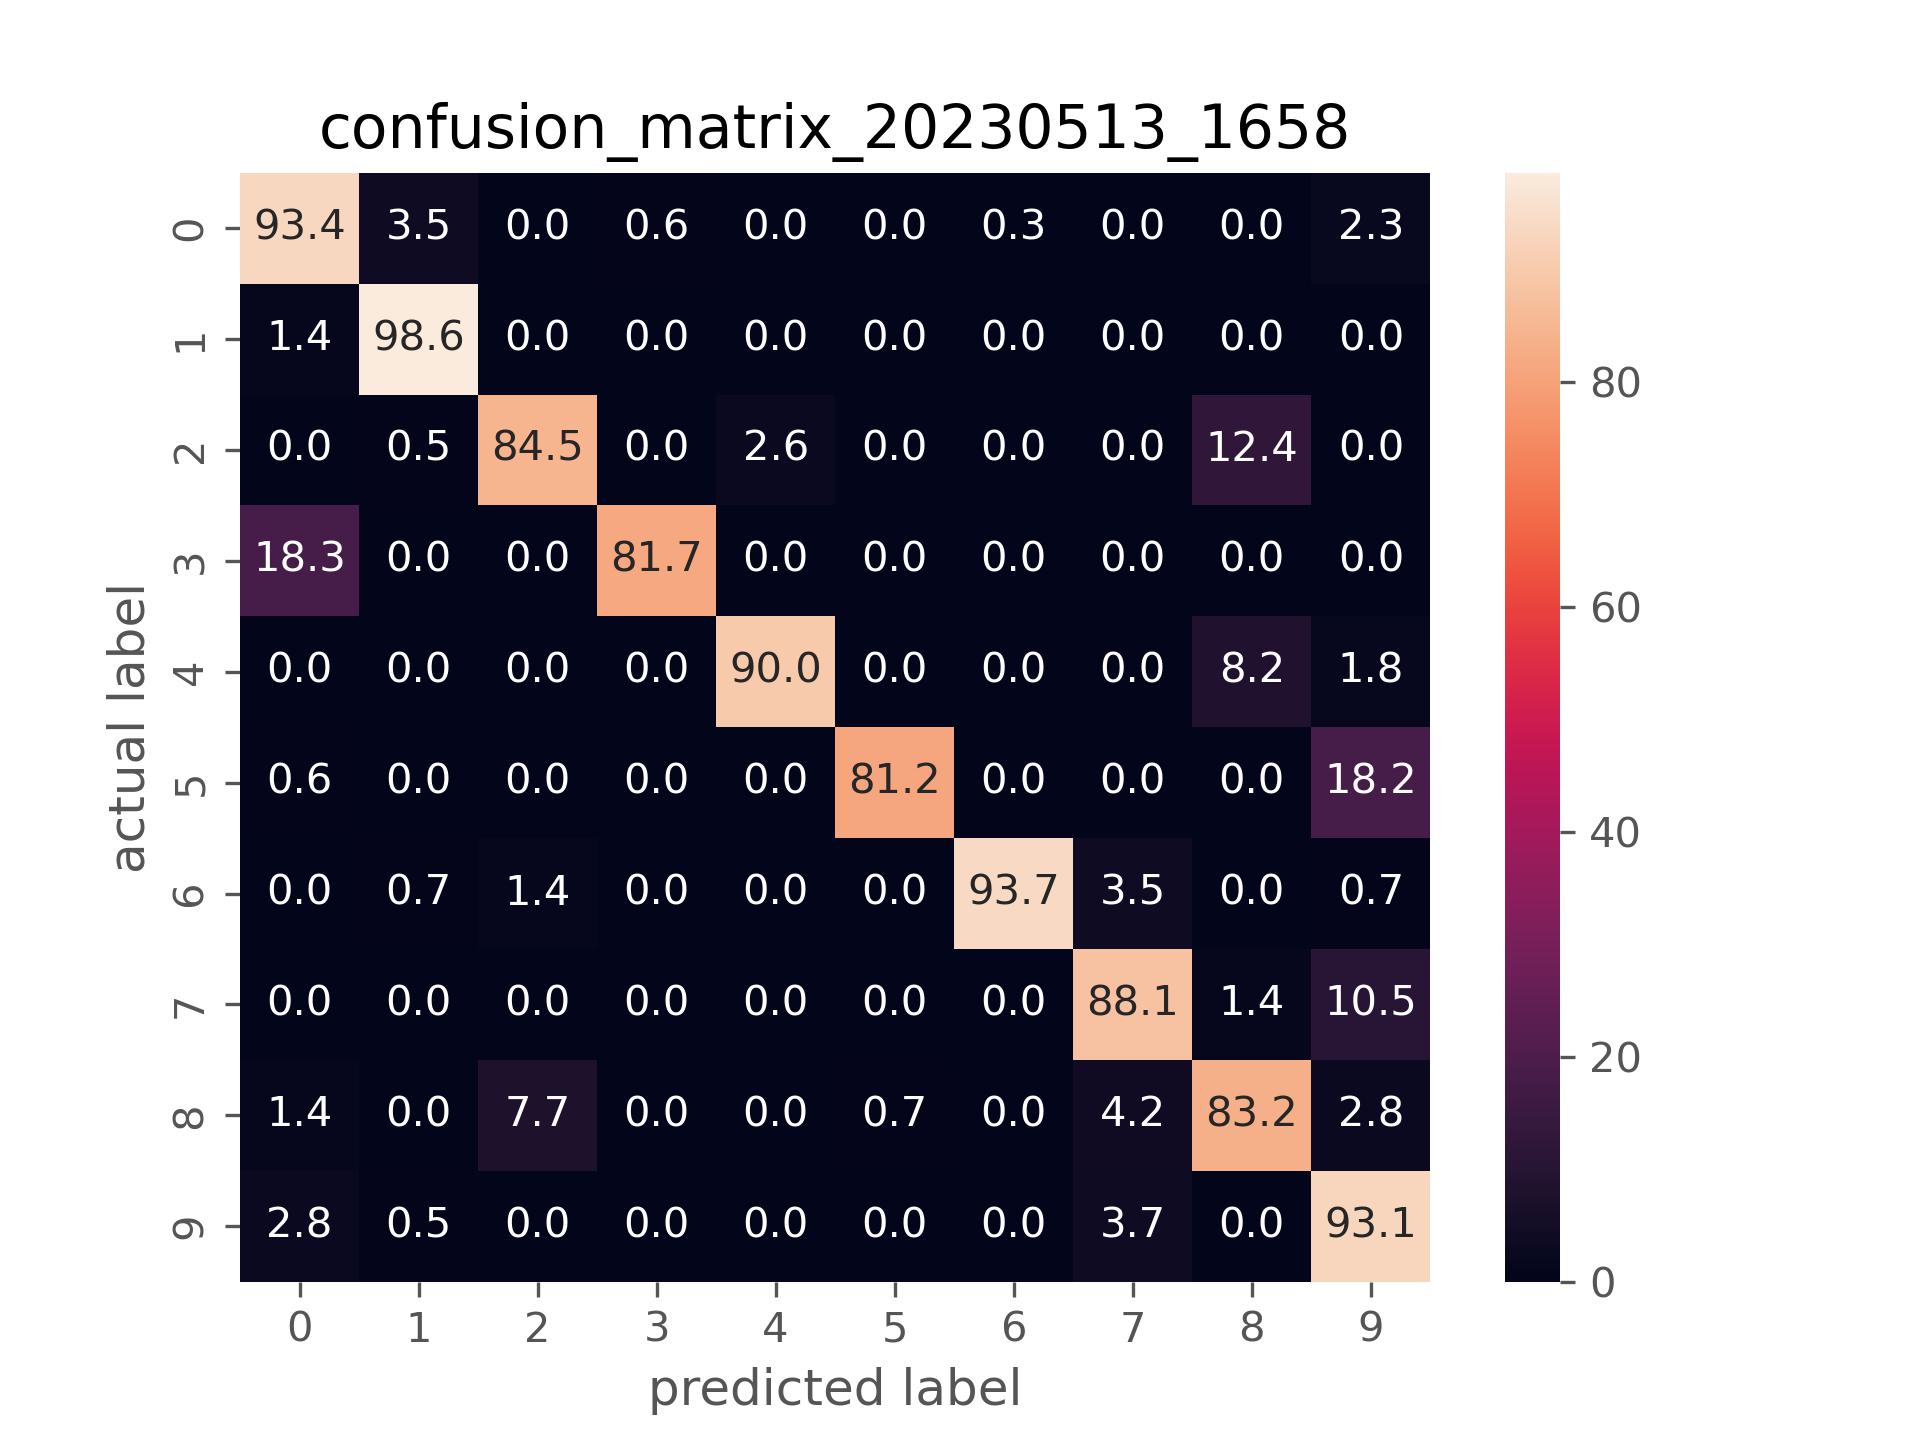 confusion_matrix_20230513_1658
0 93.4 3.5 0.0 0.6 0.0 0.0 0.3 0.0 0.0 2.3
1 1.4 98.6 0.0 0.0 0.0 0.0 0.0 0.0 0.0 0.0
2 0.0 0.5 84.5 0.0 2.6 0.0 0.0 0.0 12.4 0.0
3 18.3 0.0 0.0 81.7 0.0 0.0 0.0 0.0 0.0 0.0
4 0.0 0.0 0.0 0.0 90.0 0.0 0.0 0.0 8.2 1.8
5 0.6 0.0 0.0 0.0 0.0 81.2 0.0 0.0 0.0 18.2
6 0.0 0.7 1.4 0.0 0.0 0.0 93.7 3.5 0.0 0.7
7 0.0 0.0 0.0 0.0 0.0 0.0 0.0 88.1 1.4 10.5
8 1.4 0.0 7.7 0.0 0.0 0.7 0.0 4.2 83.2 2.8
9 2.8 0.5 0.0 0.0 0.0 0.0 0.0 3.7 0.0 93.1
0 1 2 3 4 5 6 7 8 9
predicted label
actual label
80
60
40
20
0